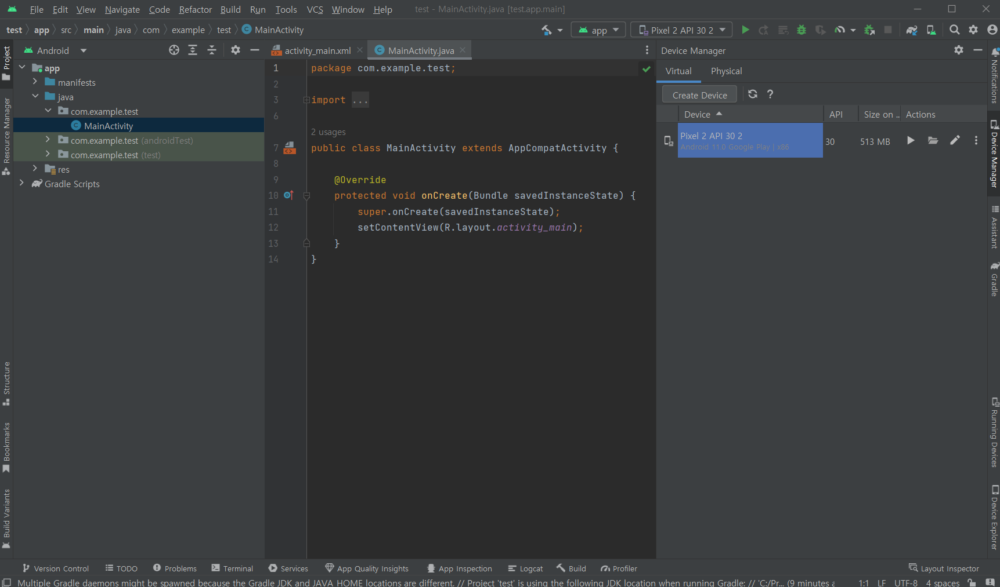 File Edit View Navigate Code Refactor Build Run Tools VCS Window Help test - MainActivity.java [test.app.main]
test app src main java com example test MainActivity app Pixel 2 API 30 2
Android
activity_main.xml MainActivity.java
Device Manager
Virtual Physical
Create Device
Device API Size on .. Actions
Pixel 2 API 30 2
Android 11.0 Google Play | x86
30 513 MB
Project
Resource Manager
Structure
Bookmarks
Build Variants
app
manifests
java
com.example.test
MainActivity
com.example.test (androidTest)
com.example.test (test)
res
Gradle Scripts
1 package com.example.test;
2
3 import ...
6
2 usages
7 public class MainActivity extends AppCompatActivity {
8
9 @Override
10 protected void onCreate(Bundle savedInstanceState) {
11 super.onCreate(savedInstanceState);
12 setContentView(R.layout.activity_main);
13 }
14 }
Notifications
Device Manager
Assistant
Gradle
Running Devices
Device Explorer
Version Control TODO Problems Terminal Services App Quality Insights App Inspection Logcat Build Profiler Layout Inspector
Multiple Gradle daemons might be spawned because the Gradle JDK and JAVA_HOME locations are different. // Project 'test' is using the following JDK location when running Gradle: // 'C:/Pr... (9 minutes a 1:1 LF UTF-8 4 spaces